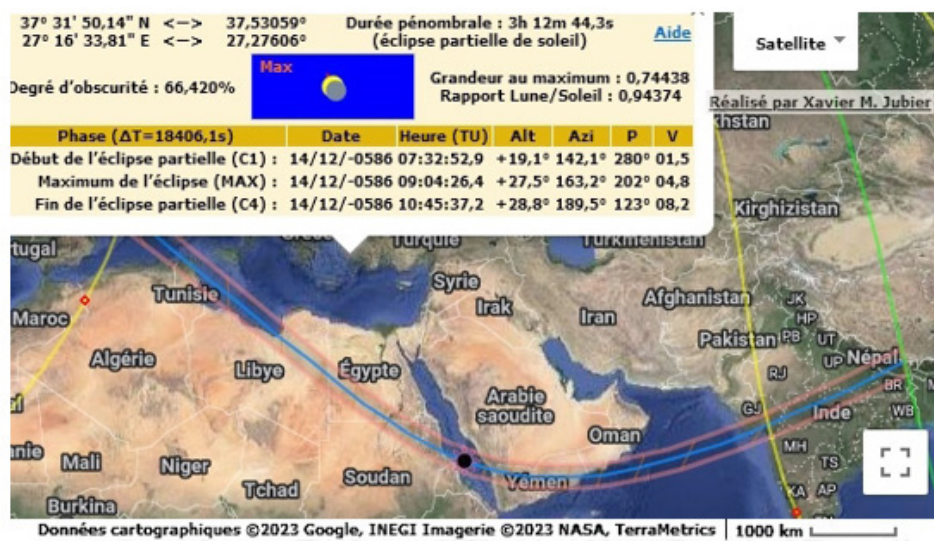 37° 31' 50,14" N <—> 37,53059°
27° 16' 33,81" E <—> 27,27606°
Durée pénombrale : 3h 12m 44,3s
(éclipse partielle de soleil)
Aide
Degré d'obscurité : 66,420%
Max
Grandeur au maximum : 0,74438
Rapport Lune/Soleil : 0,94374
Satellite
Réalisé par Xavier M. Jubier
Phase (ΔT=18406,1s) Date Heure (TU) Alt Azi P V
Début de l'éclipse partielle (C1) : 14/12/-0586 07:32:52,9 +19,1° 142,1° 280° 01,5
Maximum de l'éclipse (MAX) : 14/12/-0586 09:04:26,4 +27,5° 163,2° 202° 04,8
Fin de l'éclipse partielle (C4) : 14/12/-0586 10:45:37,2 +28,8° 189,5° 123° 08,2
khstan
Kirghizistan
tugal
Turquie
Turkménistan
Tunisie
Syrie
Maroc
Irak
Iran
Afghanistan
JK
HP
Algérie
Libye
Égypte
Pakistan
PB
UT
UP
Népal
RJ
BR
Arabie
saoudite
GJ
Inde
WB
Oman
nie
Mali
Niger
Tchad
Soudan
Yémen
MH
TS
KA
AP
Burkina
Données cartographiques ©2023 Google, INEGI Imagerie ©2023 NASA, TerraMetrics
1000 km